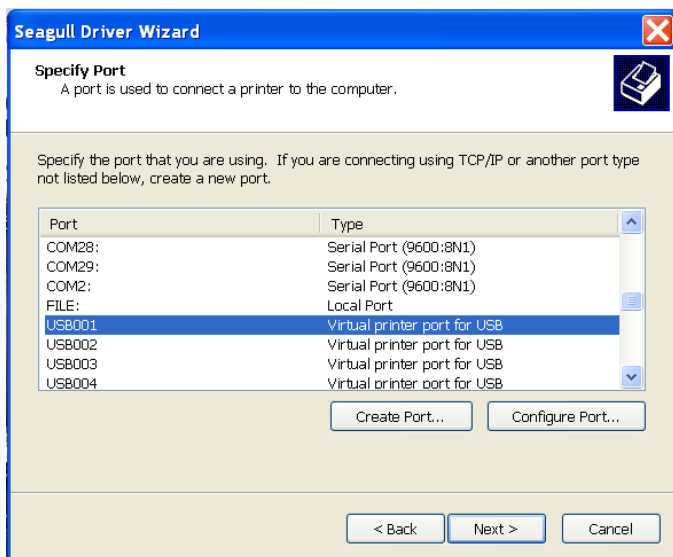 Seagull Driver Wizard
Specify Port
A port is used to connect a printer to the computer.
Specify the port that you are using. If you are connecting using TCP/IP or another port type
not listed below, create a new port.
Port Type
COM28: Serial Port (9600:8N1)
COM29: Serial Port (9600:8N1)
COM2: Serial Port (9600:8N1)
FILE: Local Port
USB001 Virtual printer port for USB
USB002 Virtual printer port for USB
USB003 Virtual printer port for USB
USB004 Virtual printer port for USB
Create Port... Configure Port...
< Back Next > Cancel